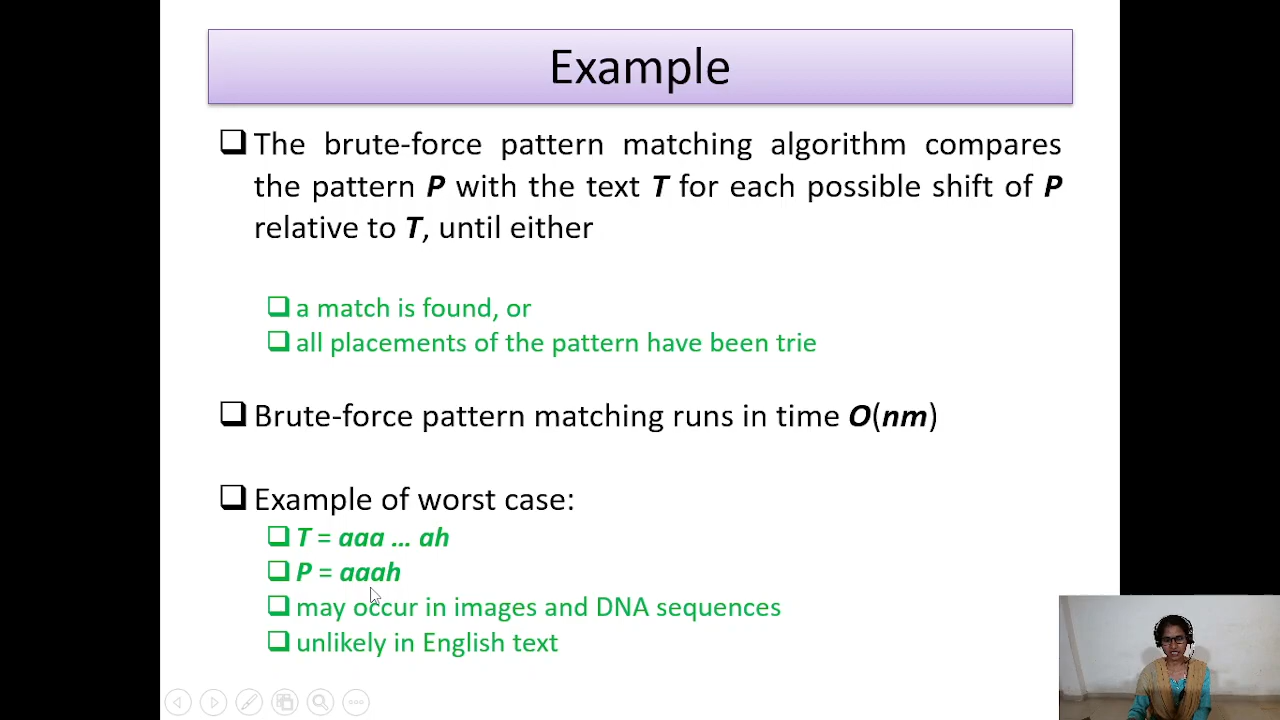 Example
The brute-force pattern matching algorithm compares
the pattern P with the text T for each possible shift of P
relative to T, until either
a match is found, or
all placements of the pattern have been trie
Brute-force pattern matching runs in time O(nm)
Example of worst case:
T = aaa ... ah
P = aaah
may occur in images and DNA sequences
unlikely in English text